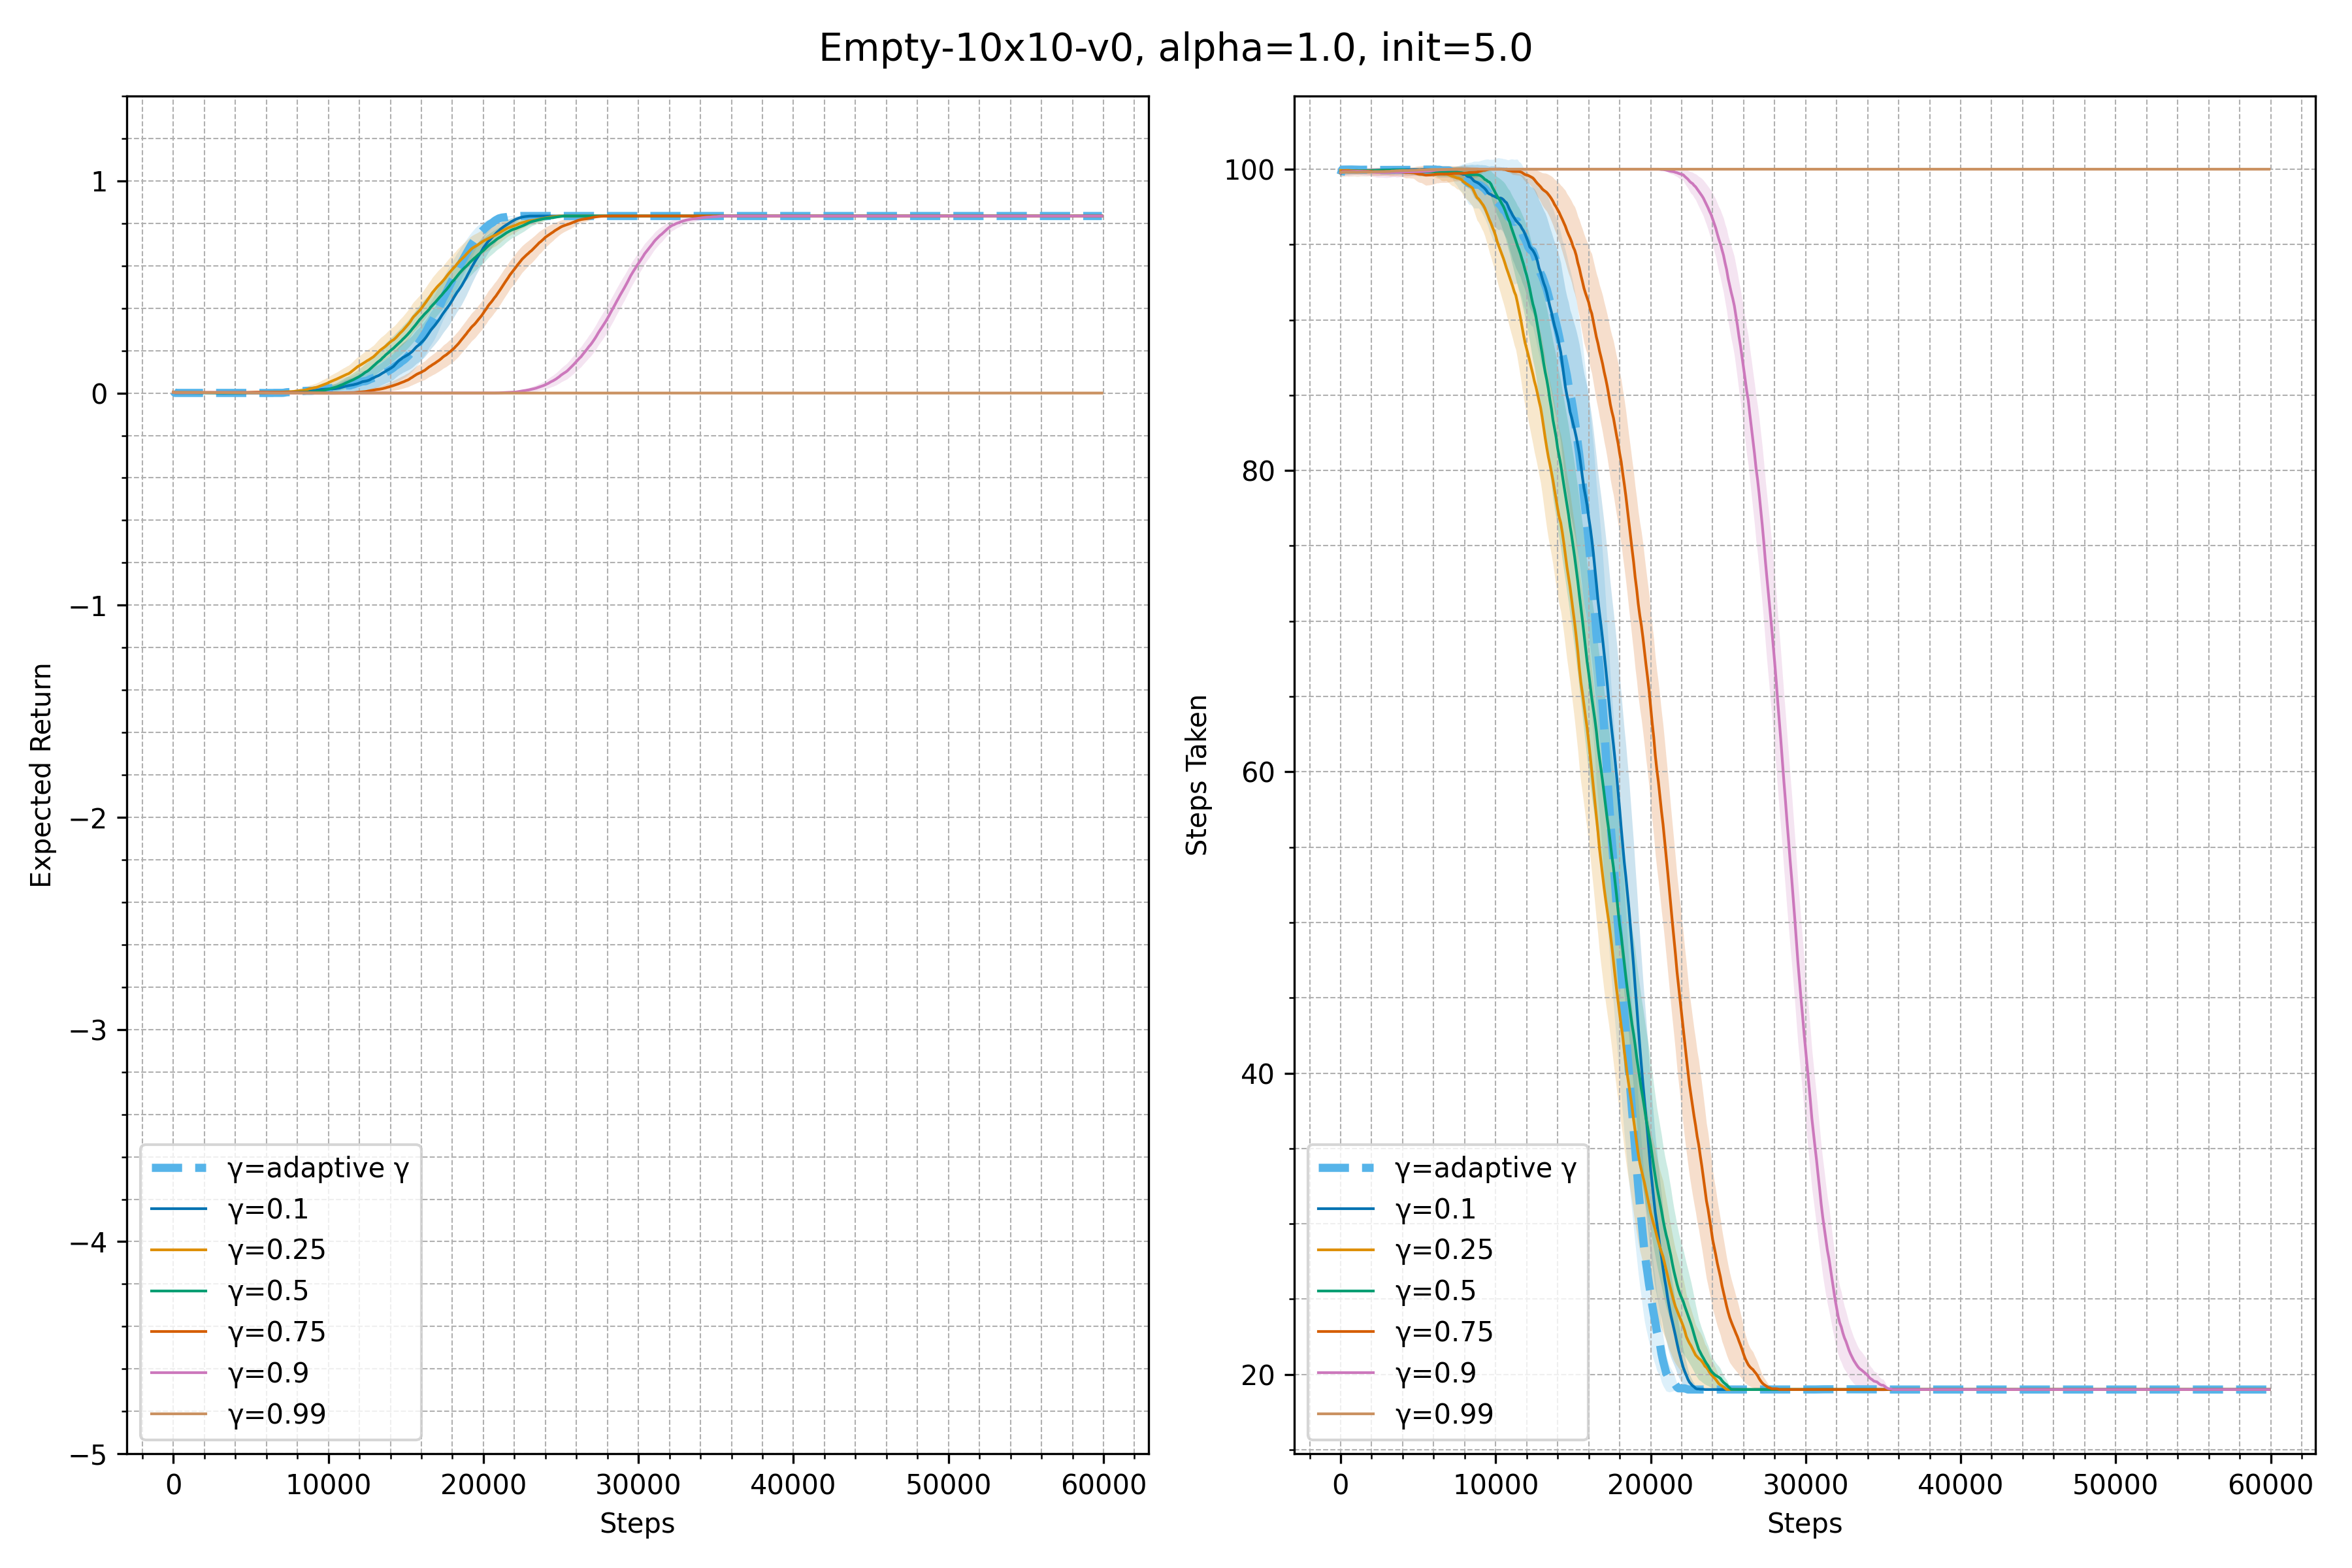 Empty-10x10-v0, alpha=1.0, init=5.0
Expected Return
1
0
−1
−2
−3
−4
−5
γ=adaptive γ
γ=0.1
γ=0.25
γ=0.5
γ=0.75
γ=0.9
γ=0.99
0 10000 20000 30000 40000 50000 60000
Steps
Steps Taken
100
80
60
40
20
γ=adaptive γ
γ=0.1
γ=0.25
γ=0.5
γ=0.75
γ=0.9
γ=0.99
0 10000 20000 30000 40000 50000 60000
Steps